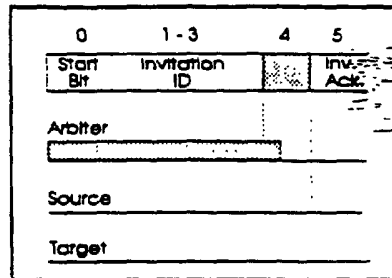 0 1 - 3 4 5
Start Invitation Inv.
Bit ID Ack.
Arbiter
Source
Target